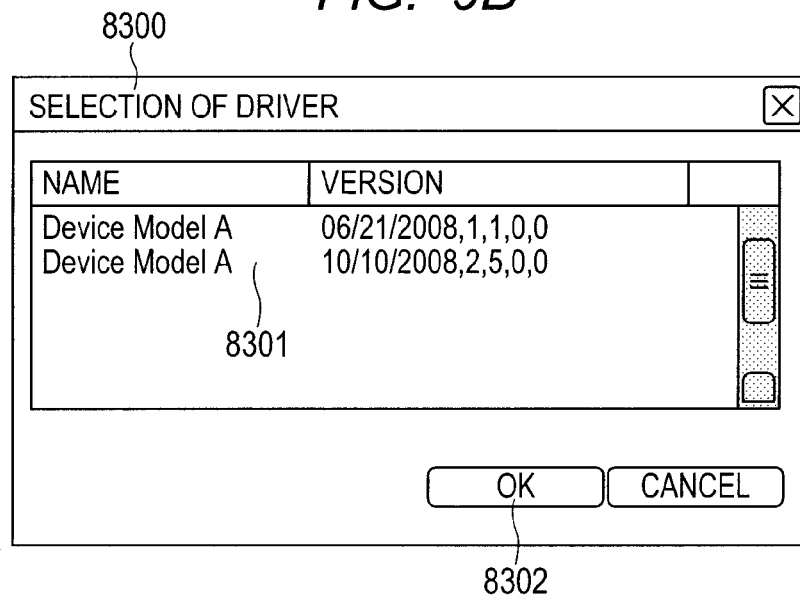 8300
SELECTION OF DRIVER
NAME VERSION
Device Model A 06/21/2008,1,1,0,0
Device Model A 10/10/2008,2,5,0,0
8301
OK CANCEL
8302